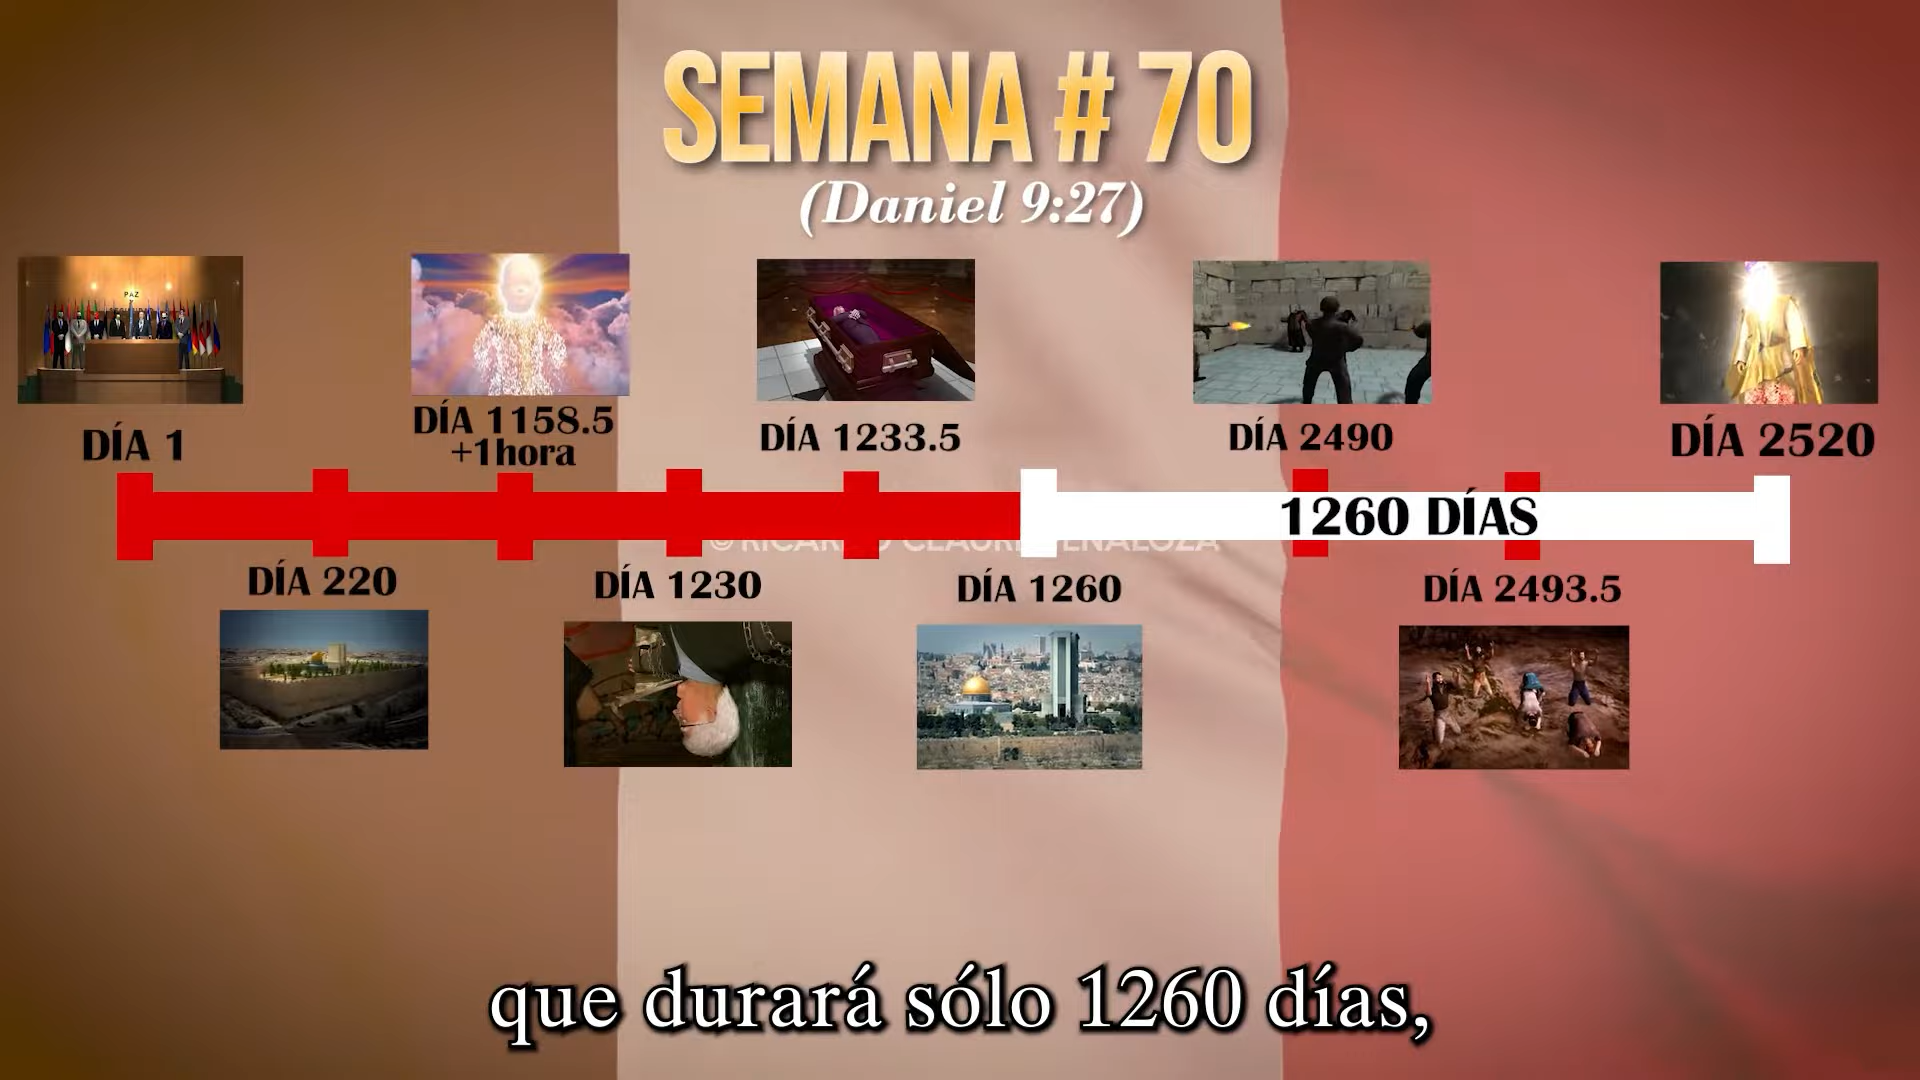 SEMANA # 70
(Daniel 9:27)
PAZ
DÍA 1
DÍA 1158.5
+1hora
DÍA 1233.5
DÍA 2490
DÍA 2520
1260 DÍAS
DÍA 220
DÍA 1230
DÍA 1260
DÍA 2493.5
que durará sólo 1260 días,